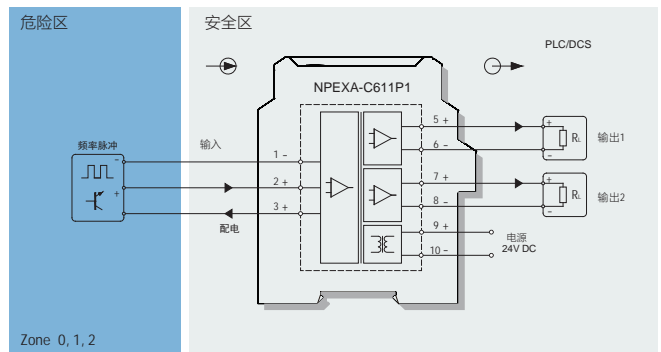 危险区
安全区
PLC/DCS
NPEXA-C611P1
频率脉冲
输入
配电
1 -
2 +
3 +
5 +
6 -
7 +
8 -
9 +
10 -
+
RL
-
输出1
+
RL
-
输出2
电源
24V DC
-
+
Zone 0, 1, 2